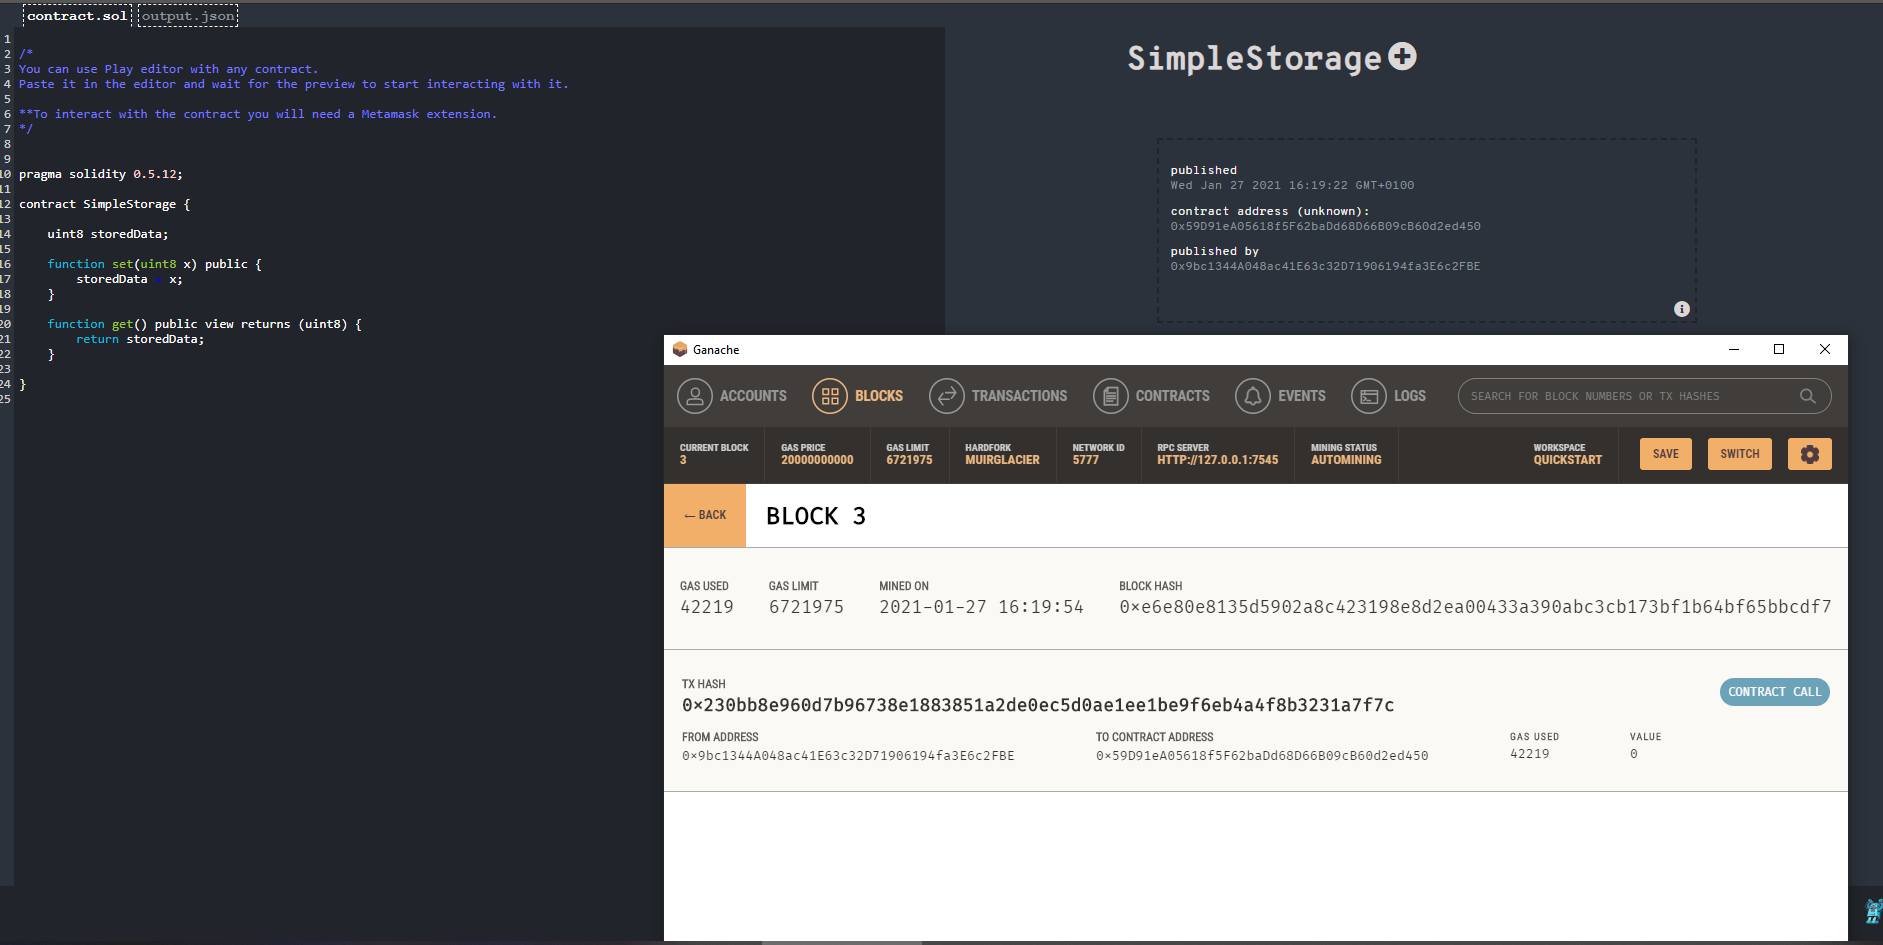 contract.sol output.json
1
2 /*
3 You can use Play editor with any contract.
4 Paste it in the editor and wait for the preview to start interacting with it.
5
6 **To interact with the contract you will need a Metamask extension.
7 */
8
9
10 pragma solidity 0.5.12;
11
12 contract SimpleStorage {
13
14 uint8 storedData;
15
16 function set(uint8 x) public {
17 storedData = x;
18 }
19
20 function get() public view returns (uint8) {
21 return storedData;
22 }
23
24 }
25
SimpleStorage
published
Wed Jan 27 2021 16:19:22 GMT+0100
contract address (unknown):
0x59D91eA05618f5F62baDd68D66B09cB60d2ed450
published by
0x9bc1344A048ac41E63c32D71906194fa3E6c2FBE
Ganache
ACCOUNTS BLOCKS TRANSACTIONS CONTRACTS EVENTS LOGS SEARCH FOR BLOCK NUMBERS OR TX HASHES
CURRENT BLOCK GAS PRICE GAS LIMIT HARDFORK NETWORK ID RPC SERVER MINING STATUS WORKSPACE
3 20000000000 6721975 MUIRGLACIER 5777 HTTP://127.0.0.1:7545 AUTOMINING QUICKSTART SAVE SWITCH
← BACK BLOCK 3
GAS USED GAS LIMIT MINED ON BLOCK HASH
42219 6721975 2021-01-27 16:19:54 0×e6e80e8135d5902a8c423198e8d2ea00433a390abc3cb173bf1b64bf65bbcdf7
TX HASH
0×230bb8e960d7b96738e1883851a2de0ec5d0ae1ee1be9f6eb4a4f8b3231a7f7c CONTRACT CALL
FROM ADDRESS TO CONTRACT ADDRESS GAS USED VALUE
0×9bc1344A048ac41E63c32D71906194fa3E6c2FBE 0×59D91eA05618f5F62baDd68D66B09cB60d2ed450 42219 0